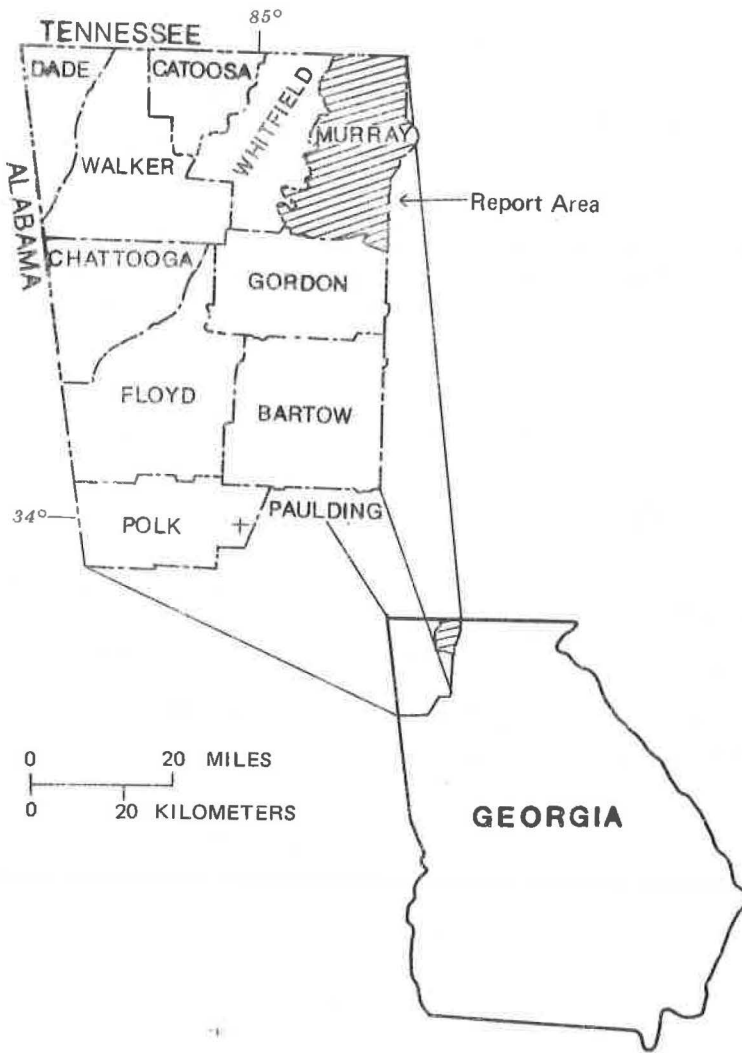 TENNESSEE
85°
DADE
CATOOSA
WHITFIELD
MURRAY
WALKER
ALABAMA
Report Area
CHATTOOGA
GORDON
FLOYD
BARTOW
34°
POLK
PAULDING
0 20 MILES
0 20 KILOMETERS
GEORGIA